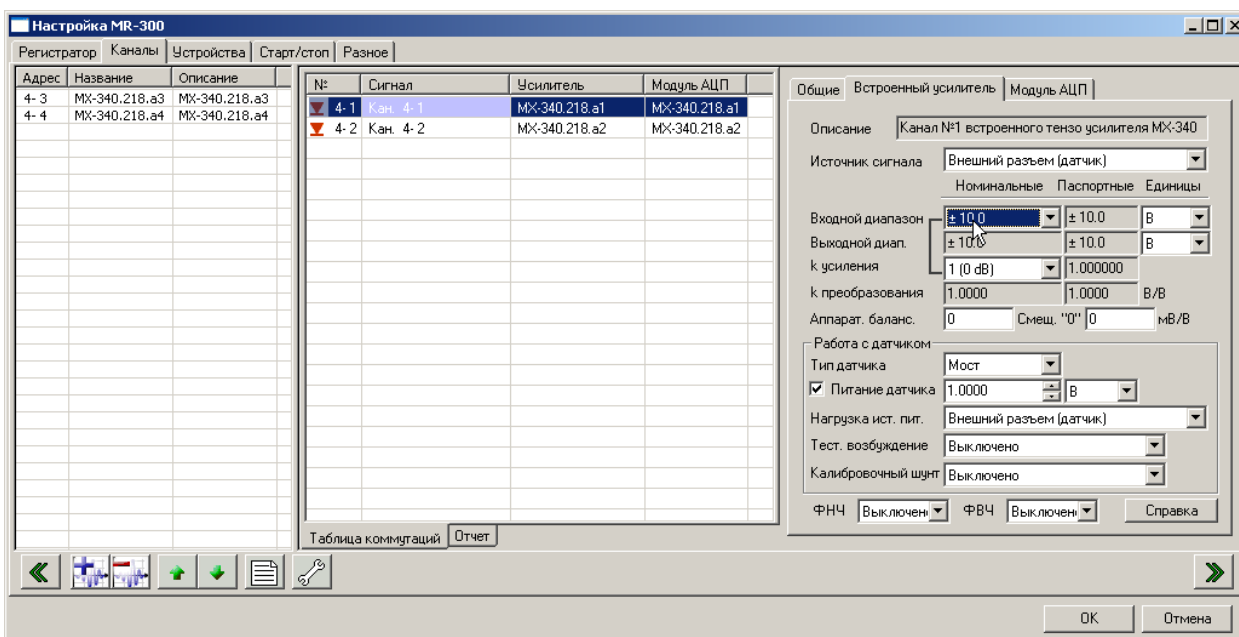 Настройка MR-300
Регистратор Каналы Устройства Старт/стоп Разное
Адрес Название Описание
4- 3 MX-340.218.a3 MX-340.218.a3
4- 4 MX-340.218.a4 MX-340.218.a4
№ Сигнал Усилитель Модуль АЦП
4- 1 Кан. 4- 1 MX-340.218.a1 MX-340.218.a1
4- 2 Кан. 4- 2 MX-340.218.a2 MX-340.218.a2
Таблица коммутаций Отчет
Общие Встроенный усилитель Модуль АЦП
Описание Канал №1 встроенного тензо усилителя MX-340
Источник сигнала Внешний разъем (датчик)
Номинальные Паспортные Единицы
Входной диапазон ± 10.0 ± 10.0 В
Выходной диап. ± 10.0 ± 10.0 В
k усиления 1 (0 dB) 1.000000
k преобразования 1.0000 1.0000 В/В
Аппарат. баланс. 0 Смещ. "0" 0 мВ/В
Работа с датчиком
Тип датчика Мост
Питание датчика 1.0000 В
Нагрузка ист. пит. Внешний разъем (датчик)
Тест. возбуждение Выключено
Калибровочный шунт Выключено
ФНЧ Выключен ФВЧ Выключен Справка
OK Отмена